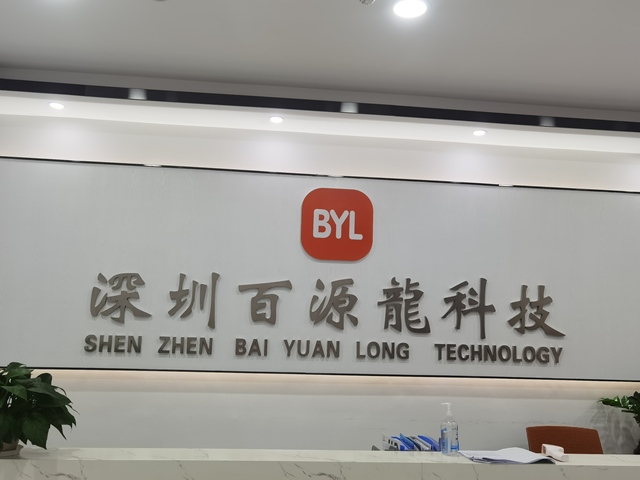 BYL
深圳百源龍科技
SHEN ZHEN BAI YUAN LONG TECHNOLOGY